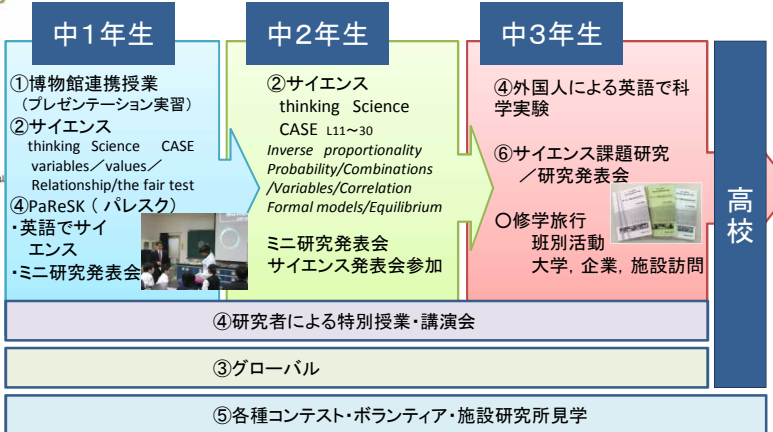 中1年生
①博物館連携授業
(プレゼンテーション実習)
②サイエンス
thinking Science CASE
variables/values/
Relationship/the fair test
④PaReSK(パレスク)
・英語でサイ
エンス
・ミニ研究発表会
中2年生
②サイエンス
thinking Science
CASE L11~30
Inverse proportionality
Probability/Combinations
/Variables/Correlation
Formal models/Equilibrium
ミニ研究発表会
サイエンス発表会参加
中3年生
④外国人による英語で科
学実験
⑥サイエンス課題研究
/研究発表会
○修学旅行
班別活動
大学,企業,施設訪問
高校
④研究者による特別授業・講演会
③グローバル
⑤各種コンテスト・ボランティア・施設研究所見学